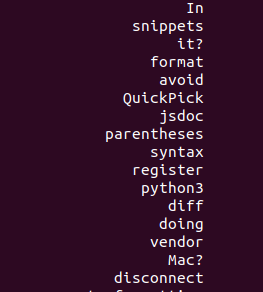 In
snippets
it?
format
avoid
QuickPick
jsdoc
parentheses
syntax
register
python3
diff
doing
vendor
Mac?
disconnect